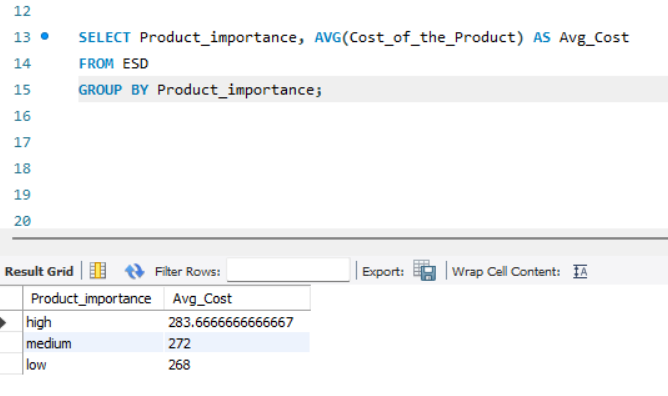 12
13 SELECT Product_importance, AVG(Cost_of_the_Product) AS Avg_Cost
14 FROM ESD
15 GROUP BY Product_importance;
16
17
18
19
20
Result Grid Filter Rows: Export: Wrap Cell Content: IA
Product_importance Avg_Cost
high 283.6666666666667
medium 272
low 268